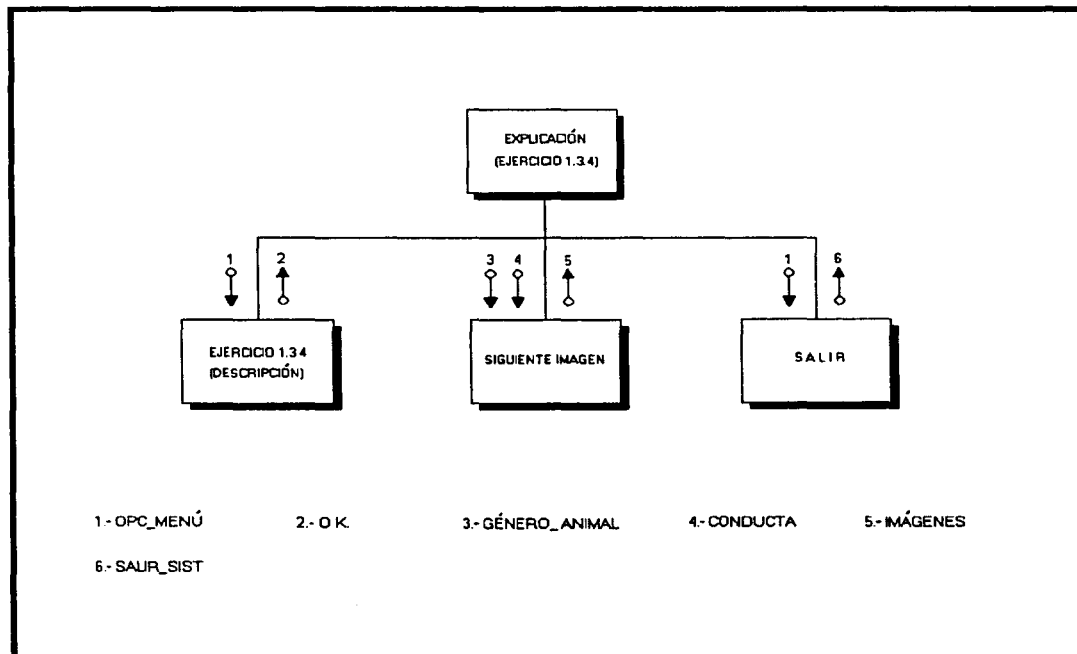 EXPLICACIÓN
(EJERCICIO 1.3.4)
1 2 3 4 5 1 6
EJERCICIO 1.3.4
(DESCRIPCIÓN)
SIGUIENTE IMAGEN
SALIR
1.- OPC_MENÚ 2.- O K. 3.- GÉNERO_ANIMAL 4.- CONDUCTA 5.- IMÁGENES
6.- SALIR_SIST